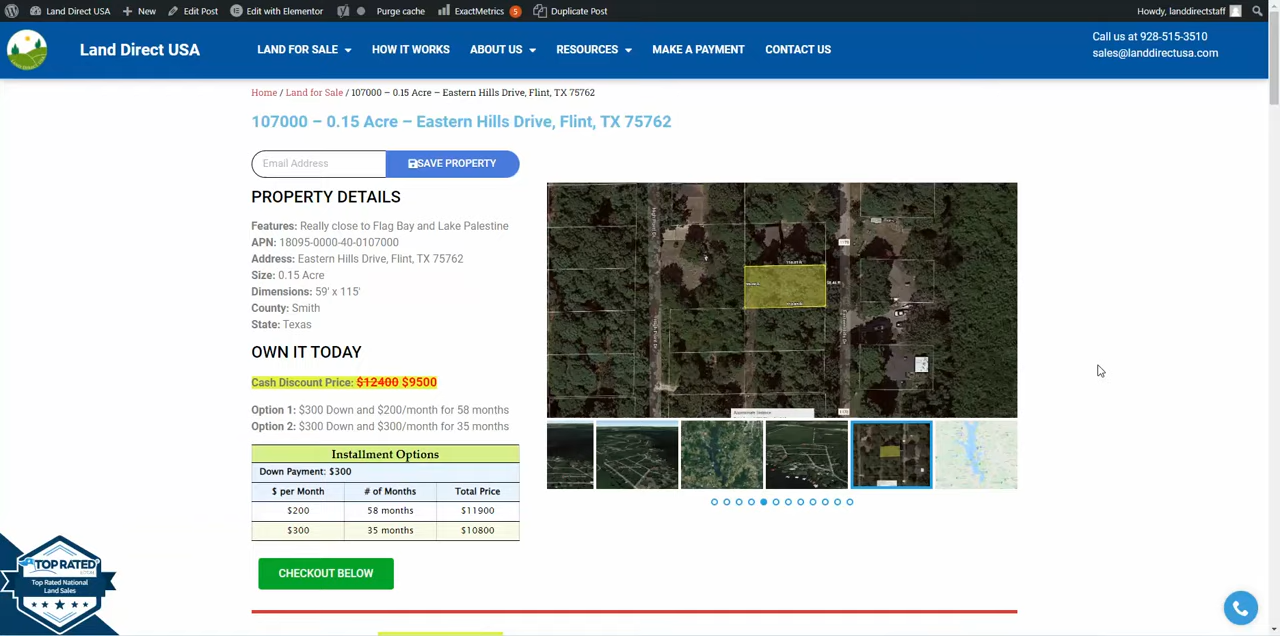 Land Direct USA
New
Edit Post
Edit with Elementor
Purge cache
ExactMetrics 5
Duplicate Post
Howdy, landdirectstaff
Land Direct USA
LAND FOR SALE
HOW IT WORKS
ABOUT US
RESOURCES
MAKE A PAYMENT
CONTACT US
Call us at 928-515-3510
sales@landdirectusa.com
Home / Land for Sale / 107000 – 0.15 Acre – Eastern Hills Drive, Flint, TX 75762
107000 – 0.15 Acre – Eastern Hills Drive, Flint, TX 75762
Email Address
SAVE PROPERTY
PROPERTY DETAILS
Features: Really close to Flag Bay and Lake Palestine
APN: 18095-0000-40-0107000
Address: Eastern Hills Drive, Flint, TX 75762
Size: 0.15 Acre
Dimensions: 59' x 115'
County: Smith
State: Texas
OWN IT TODAY
Cash Discount Price: $12400 $9500
Option 1: $300 Down and $200/month for 58 months
Option 2: $300 Down and $300/month for 35 months
Installment Options
Down Payment: $300
$ per Month # of Months Total Price
$200 58 months $11900
$300 35 months $10800
CHECKOUT BELOW
TOP RATED
Top Rated National
Land Sales